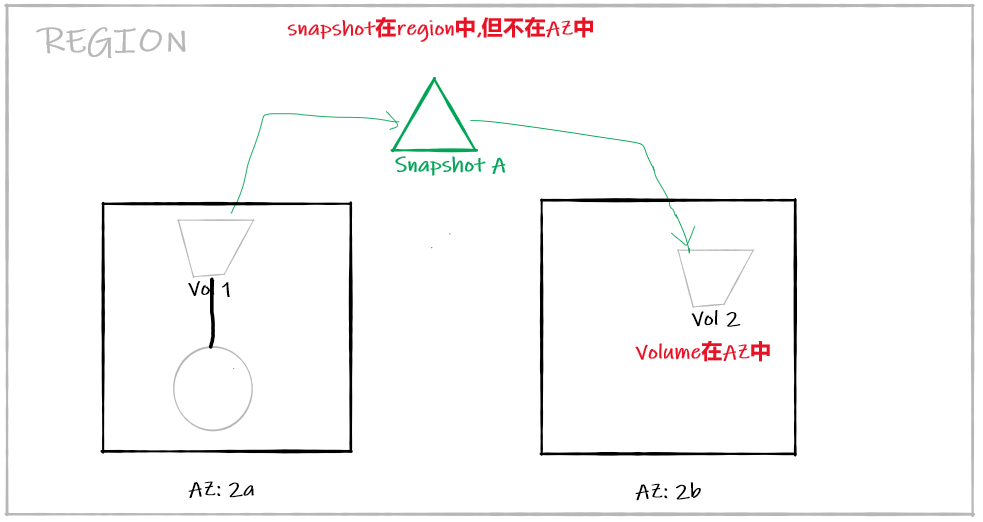 REGION
snapshot在region中,但不在AZ中
Snapshot A
Vol 1
Vol 2
Volume在AZ中
AZ: 2a
AZ: 2b